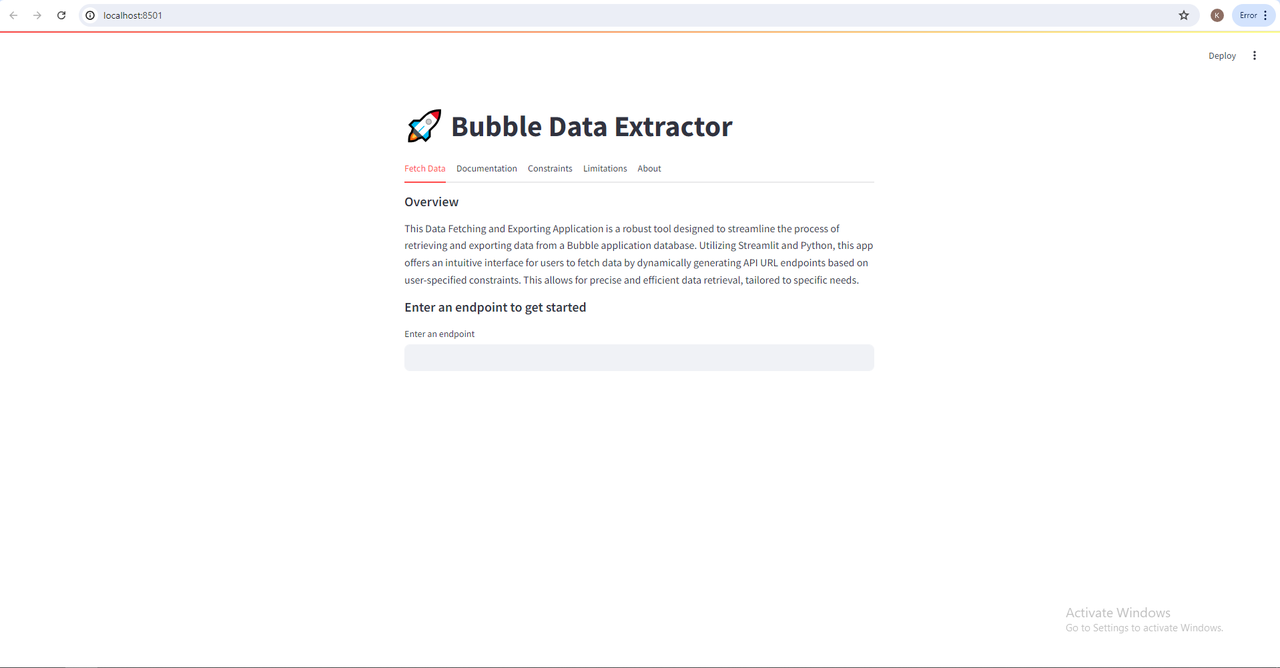 localhost:8501
K
Error
Deploy
Bubble Data Extractor
Fetch Data Documentation Constraints Limitations About
Overview
This Data Fetching and Exporting Application is a robust tool designed to streamline the process of
retrieving and exporting data from a Bubble application database. Utilizing Streamlit and Python, this app
offers an intuitive interface for users to fetch data by dynamically generating API URL endpoints based on
user-specified constraints. This allows for precise and efficient data retrieval, tailored to specific needs.
Enter an endpoint to get started
Enter an endpoint
Activate Windows
Go to Settings to activate Windows.